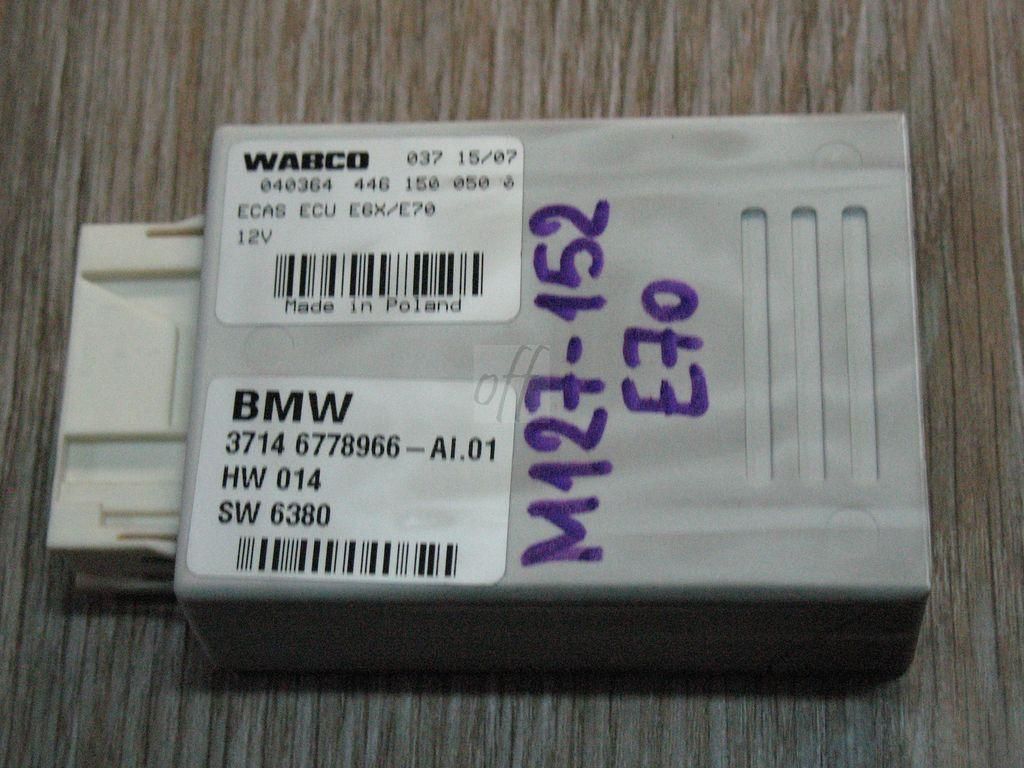 WABCO 037 15/07
040364 446 150 050 0
ECAS ECU E6X/E70
12V
Made in Poland
BMW
3714 6778966-AI.01
HW 014
SW 6380
M127-152
E70
off